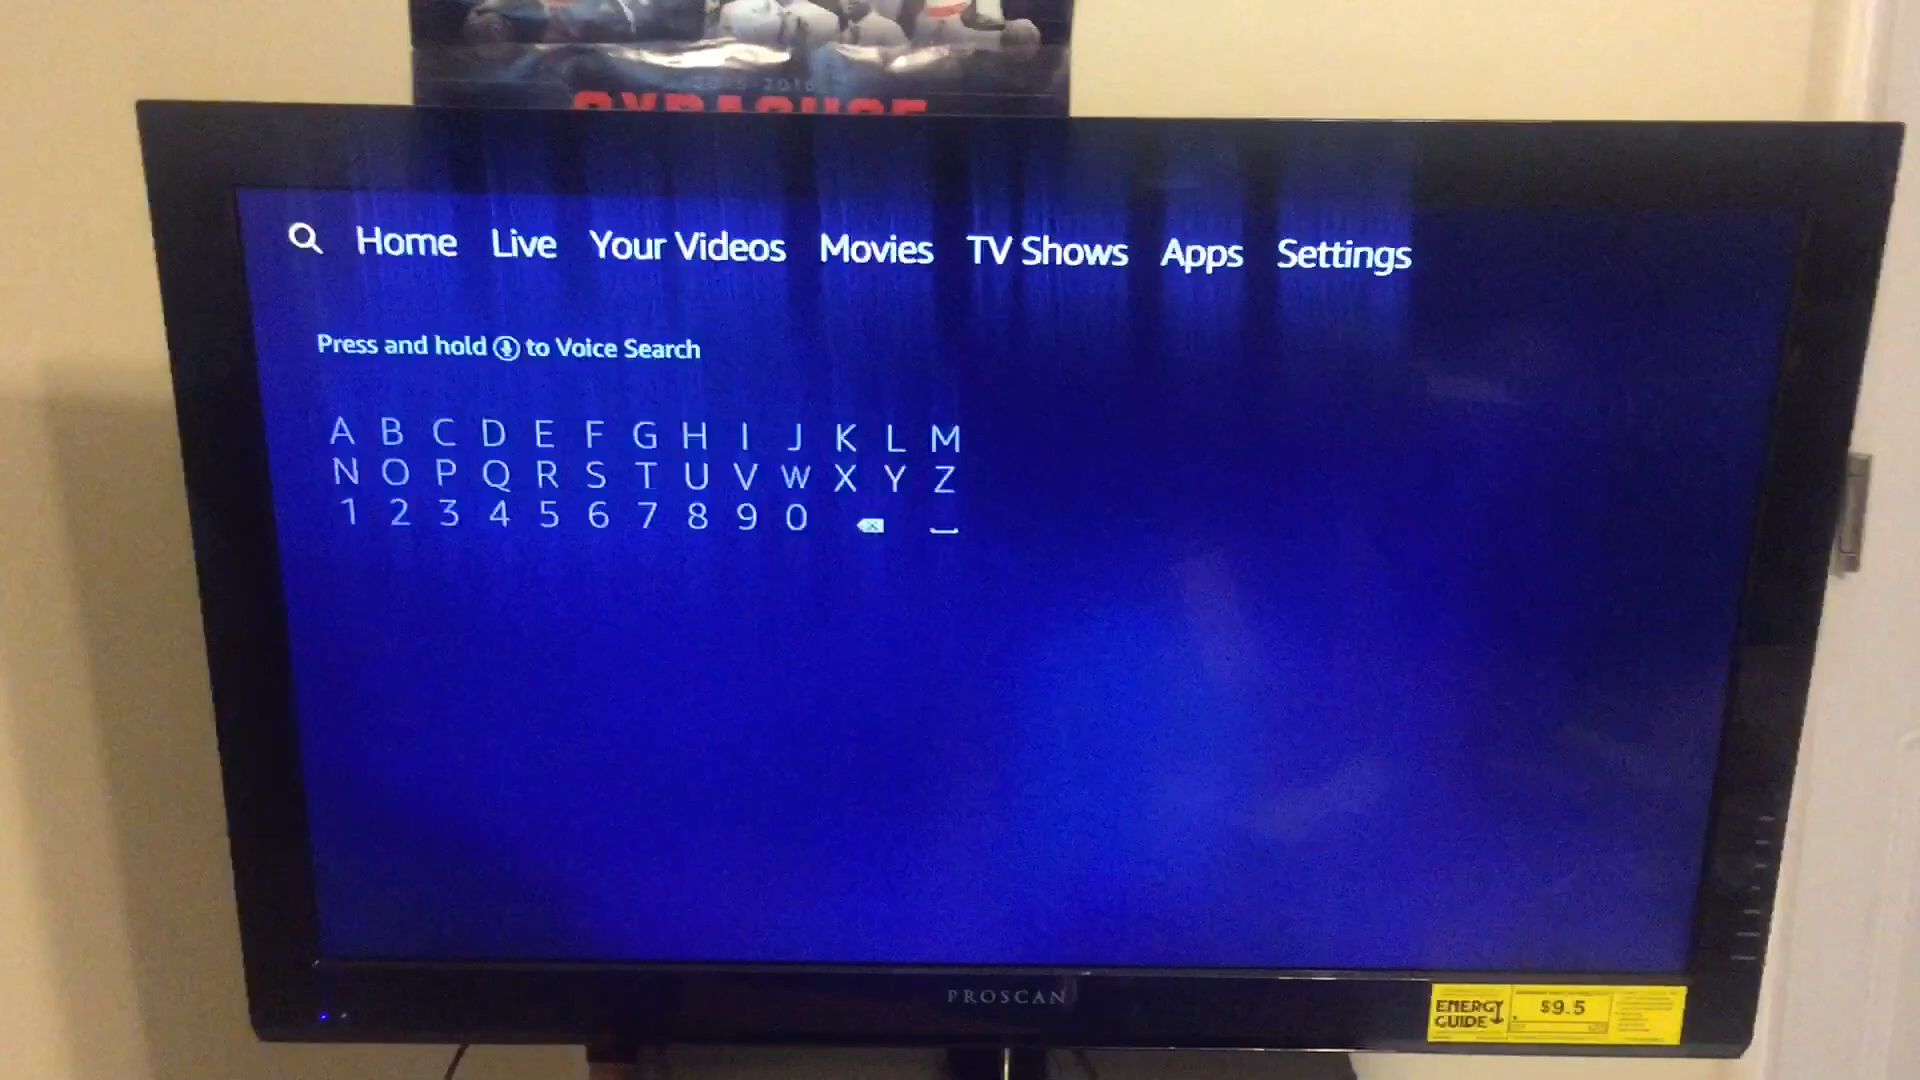 SYRACUSE
Home Live Your Videos Movies TV Shows Apps Settings
Press and hold to Voice Search
A B C D E F G H I J K L M
N O P Q R S T U V W X Y Z
1 2 3 4 5 6 7 8 9 0
PROSCAN
ENERGY
GUIDE
$9.5